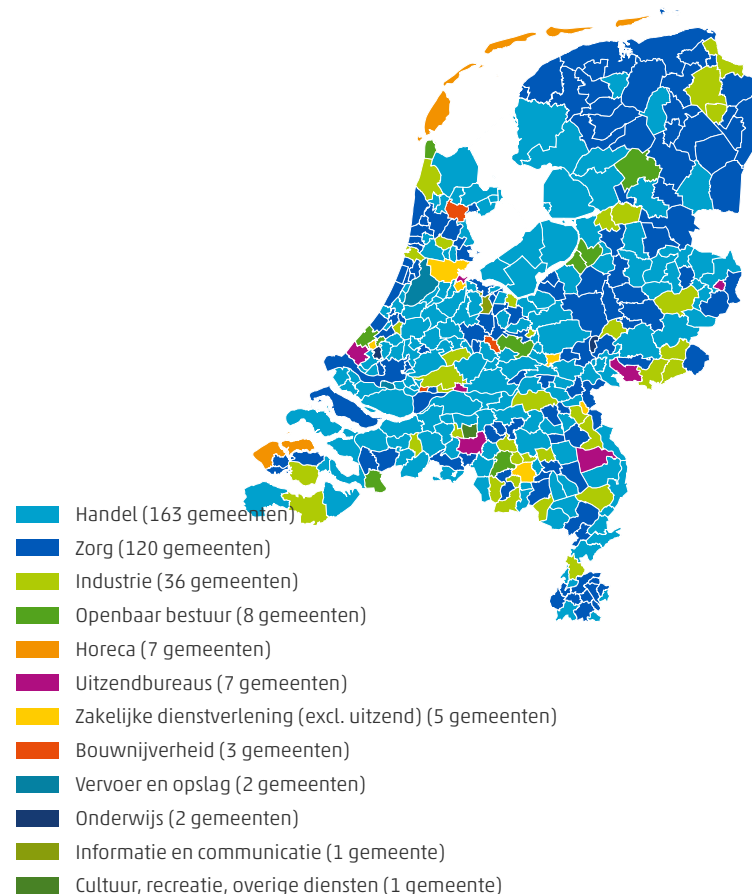 Handel (163 gemeenten)
Zorg (120 gemeenten)
Industrie (36 gemeenten)
Openbaar bestuur (8 gemeenten)
Horeca (7 gemeenten)
Uitzendbureaus (7 gemeenten)
Zakelijke dienstverlening (excl. uitzend) (5 gemeenten)
Bouwnijverheid (3 gemeenten)
Vervoer en opslag (2 gemeenten)
Onderwijs (2 gemeenten)
Informatie en communicatie (1 gemeente)
Cultuur, recreatie, overige diensten (1 gemeente)